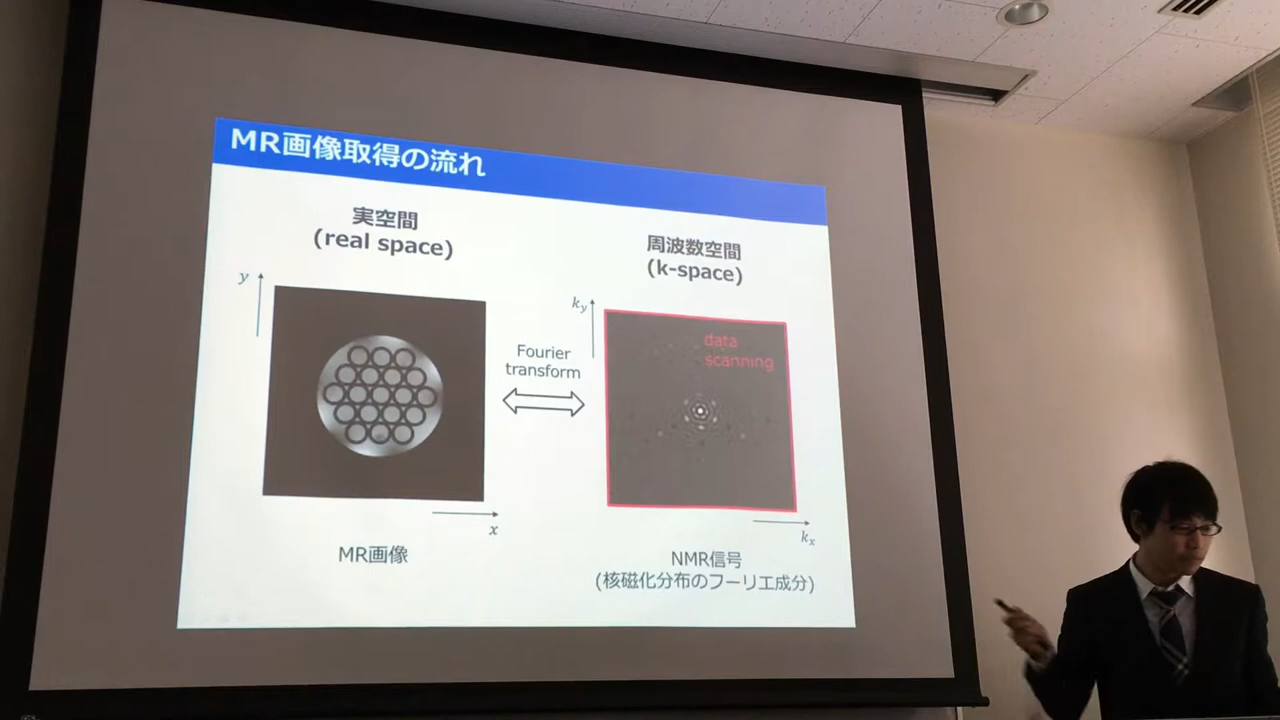 MR画像取得の流れ
実空間
(real space)
周波数空間
(k-space)
y
x
Fourier
transform
ky
data
scanning
kx
MR画像
NMR信号
(核磁化分布のフーリエ成分)